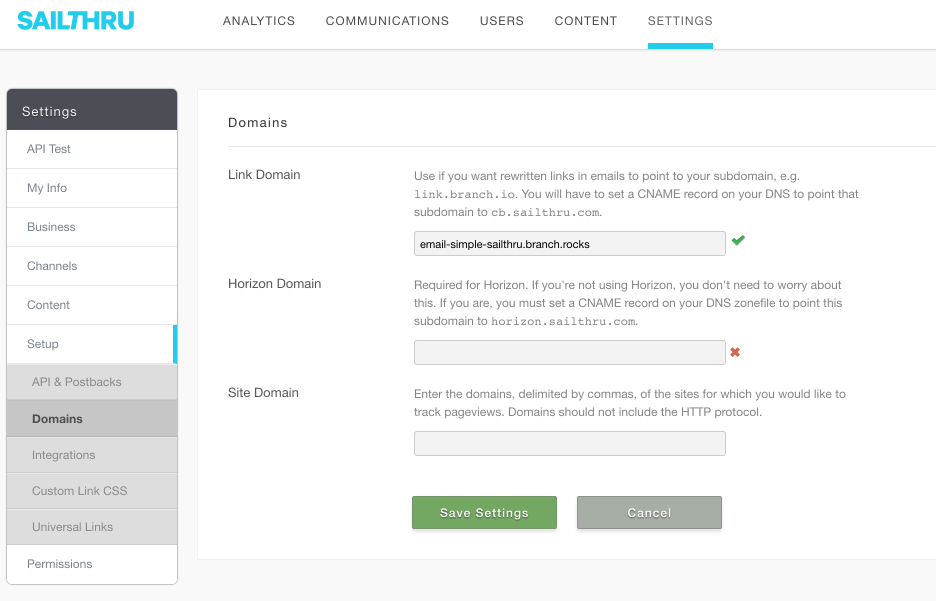 SAILTHRU
ANALYTICS COMMUNICATIONS USERS CONTENT SETTINGS
Settings
API Test
My Info
Business
Channels
Content
Setup
API & Postbacks
Domains
Integrations
Custom Link CSS
Universal Links
Permissions
Domains
Link Domain
Use if you want rewritten links in emails to point to your subdomain, e.g.
link.branch.io. You will have to set a CNAME record on your DNS to point that
subdomain to cb.sailthru.com.
email-simple-sailthru.branch.rocks
Horizon Domain
Required for Horizon. If you're not using Horizon, you don't need to worry about
this. If you are, you must set a CNAME record on your DNS zonefile to point this
subdomain to horizon.sailthru.com.
Site Domain
Enter the domains, delimited by commas, of the sites for which you would like to
track pageviews. Domains should not include the HTTP protocol.
Save Settings Cancel